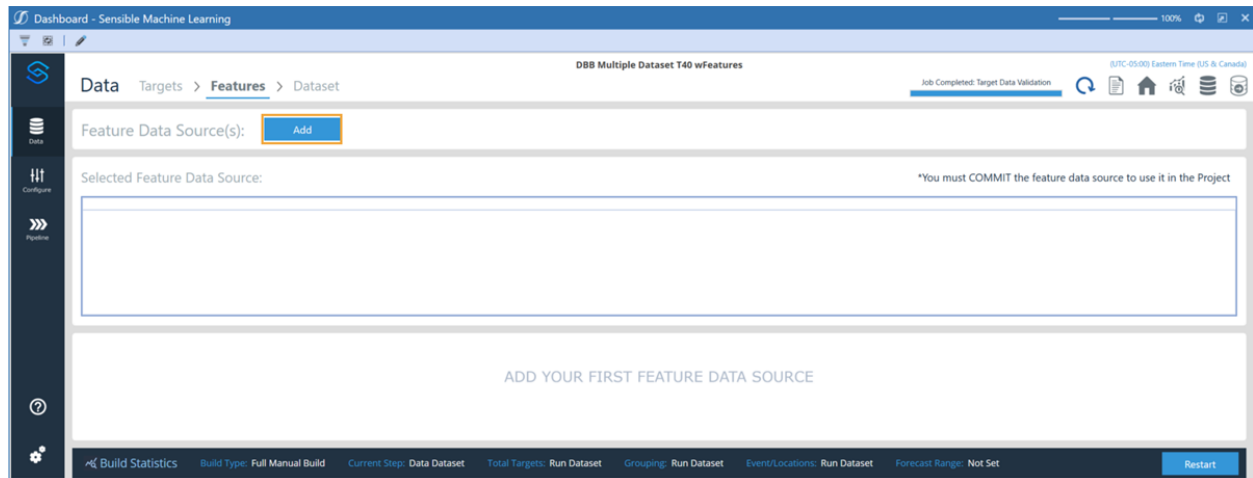 Dashboard - Sensible Machine Learning
100%
DBB Multiple Dataset T40 wFeatures
(UTC-05:00) Eastern Time (US & Canada)
Data Targets > Features > Dataset
Job Completed: Target Data Validation
Data
Configure
Pipeline
Feature Data Source(s): Add
Selected Feature Data Source:
*You must COMMIT the feature data source to use it in the Project
ADD YOUR FIRST FEATURE DATA SOURCE
Build Statistics Build Type: Full Manual Build Current Step: Data Dataset Total Targets: Run Dataset Grouping: Run Dataset Event/Locations: Run Dataset Forecast Range: Not Set Restart